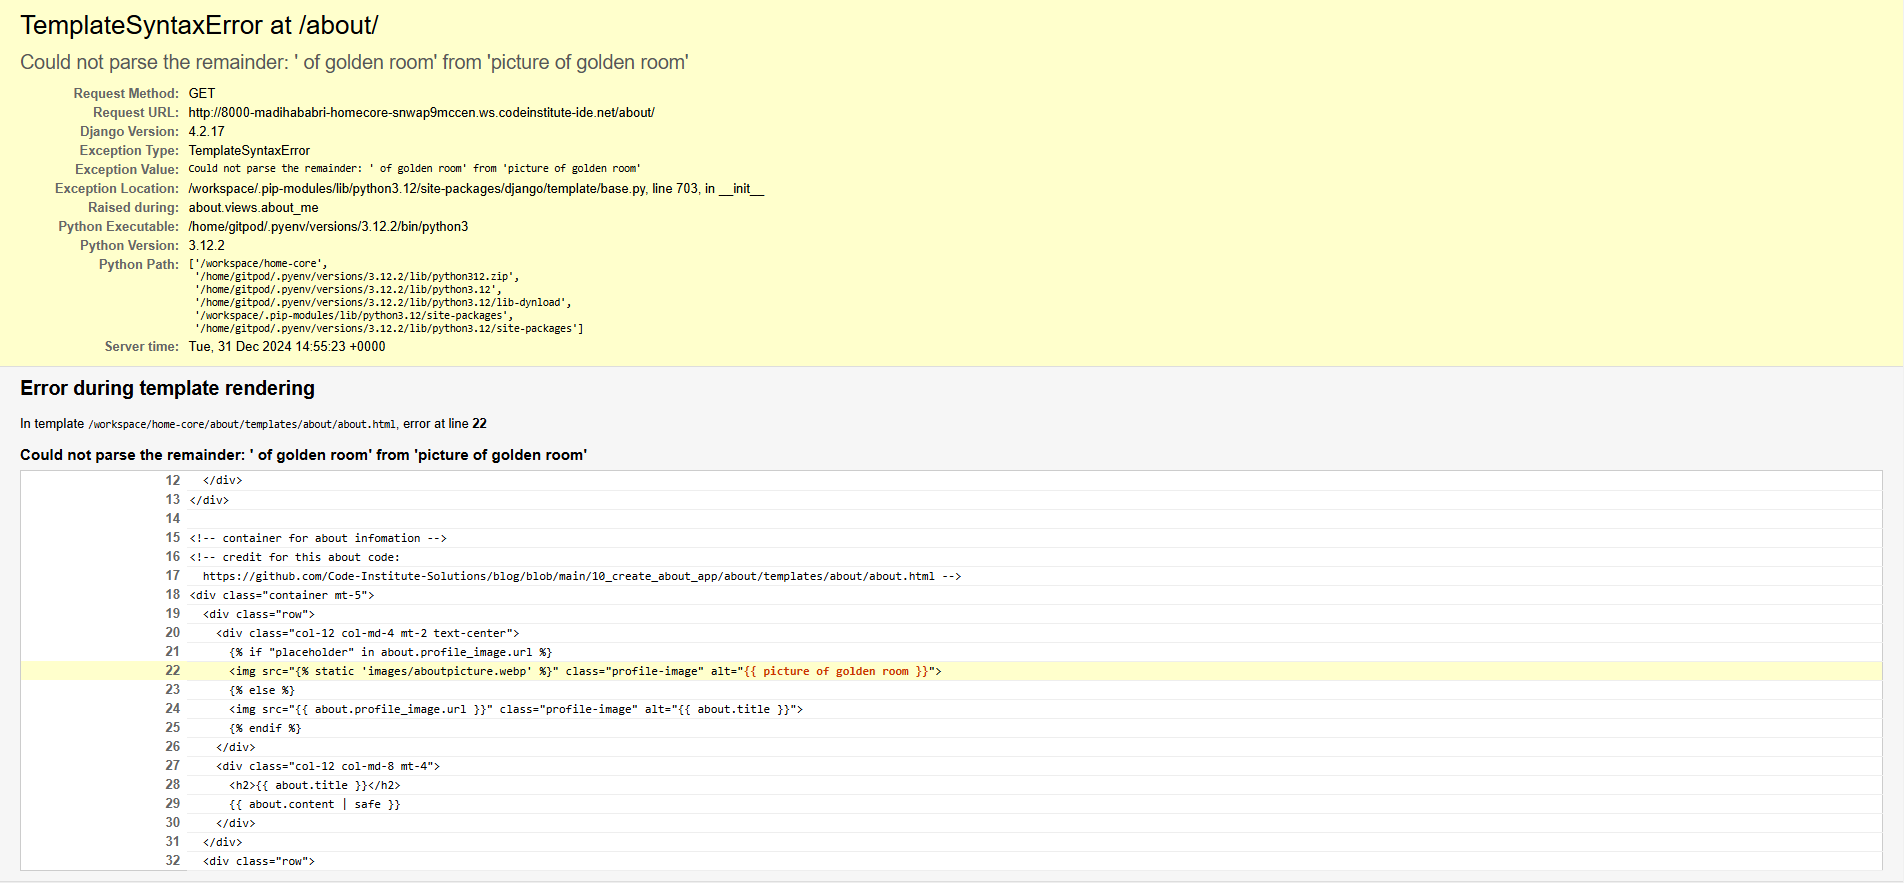 TemplateSyntaxError at /about/
Could not parse the remainder: ' of golden room' from 'picture of golden room'
Request Method: GET
Request URL: http://8000-madihababri-homecore-snwap9mccen.ws.codeinstitute-ide.net/about/
Django Version: 4.2.17
Exception Type: TemplateSyntaxError
Exception Value: Could not parse the remainder: ' of golden room' from 'picture of golden room'
Exception Location: /workspace/.pip-modules/lib/python3.12/site-packages/django/template/base.py, line 703, in __init__
Raised during: about.views.about_me
Python Executable: /home/gitpod/.pyenv/versions/3.12.2/bin/python3
Python Version: 3.12.2
Python Path: ['/workspace/home-core',
'/home/gitpod/.pyenv/versions/3.12.2/lib/python312.zip',
'/home/gitpod/.pyenv/versions/3.12.2/lib/python3.12',
'/home/gitpod/.pyenv/versions/3.12.2/lib/python3.12/lib-dynload',
'/workspace/.pip-modules/lib/python3.12/site-packages',
'/home/gitpod/.pyenv/versions/3.12.2/lib/python3.12/site-packages']
Server time: Tue, 31 Dec 2024 14:55:23 +0000
Error during template rendering
In template /workspace/home-core/about/templates/about/about.html, error at line 22
Could not parse the remainder: ' of golden room' from 'picture of golden room'
12 </div>
13 </div>
14
15 <!-- container for about infomation -->
16 <!-- credit for this about code:
17 https://github.com/Code-Institute-Solutions/blog/blob/main/10_create_about_app/about/templates/about/about.html -->
18 <div class="container mt-5">
19 <div class="row">
20 <div class="col-12 col-md-4 mt-2 text-center">
21 {% if "placeholder" in about.profile_image.url %}
22 <img src="{% static 'images/aboutpicture.webp' %}" class="profile-image" alt="{{ picture of golden room }}">
23 {% else %}
24 <img src="{{ about.profile_image.url }}" class="profile-image" alt="{{ about.title }}">
25 {% endif %}
26 </div>
27 <div class="col-12 col-md-8 mt-4">
28 <h2>{{ about.title }}</h2>
29 {{ about.content | safe }}
30 </div>
31 </div>
32 <div class="row">